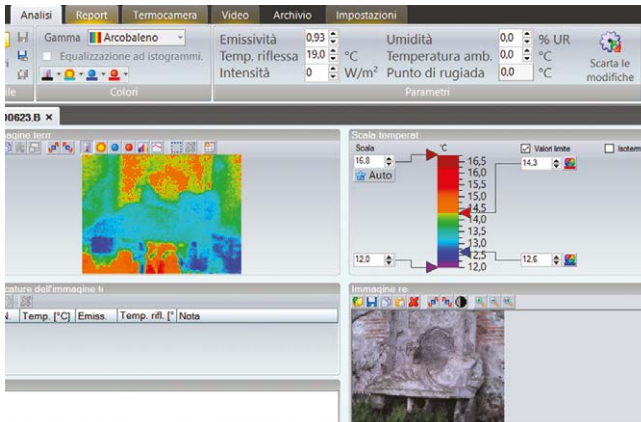 Analisi Report Termocamera Video Archivio Impostazioni
Gamma Arcobaleno
Equalizzazione ad istogrammi.
Colori
Emissività 0,93
Temp. riflessa 19,0 °C
Intensità 0 W/m²
Umidità 0,0 % UR
Temperatura amb. 0,0 °C
Punto di rugiada 0,0 °C
Parametri
Scarta le
modifiche
00623.B ×
Scala temperat
Scala °C Valori limite Isoterm
16,8 14,3
Auto
16,5
16,0
15,5
15,0
14,5
14,0
13,5
13,0
12,5
12,0
12,0 12,6
Immagine re
Temp. [°C] Emiss. Temp. rifl. [° Nota